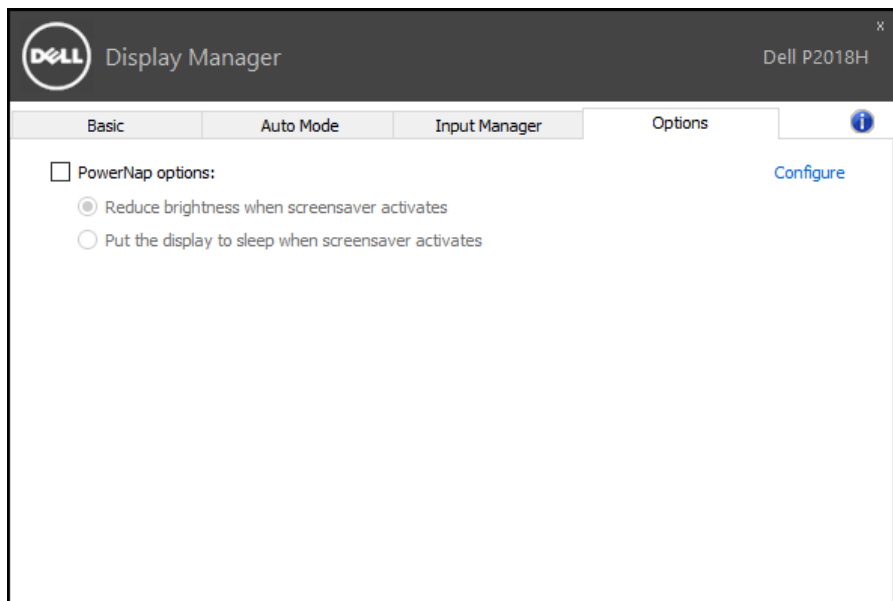 x
DELL Display Manager Dell P2018H
Basic Auto Mode Input Manager Options i
PowerNap options: Configure
Reduce brightness when screensaver activates
Put the display to sleep when screensaver activates